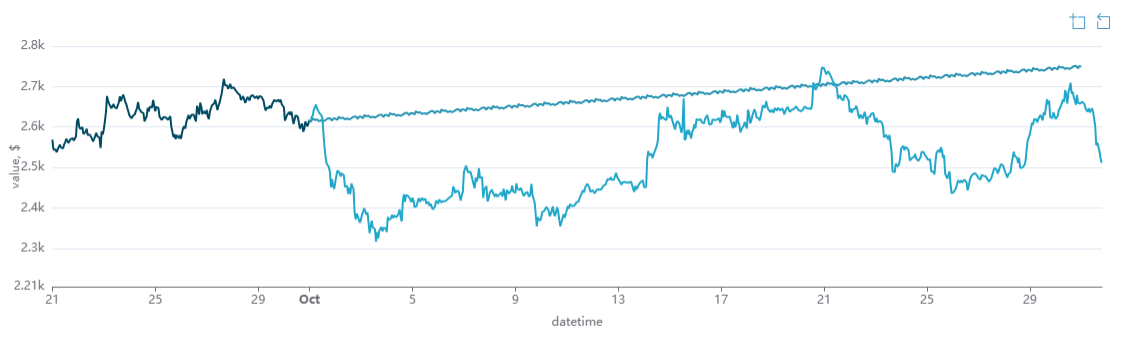 2.8k
2.7k
2.6k
2.5k
2.4k
2.3k
2.21k
value, $
21 25 29 Oct 5 9 13 17 21 25 29
datetime